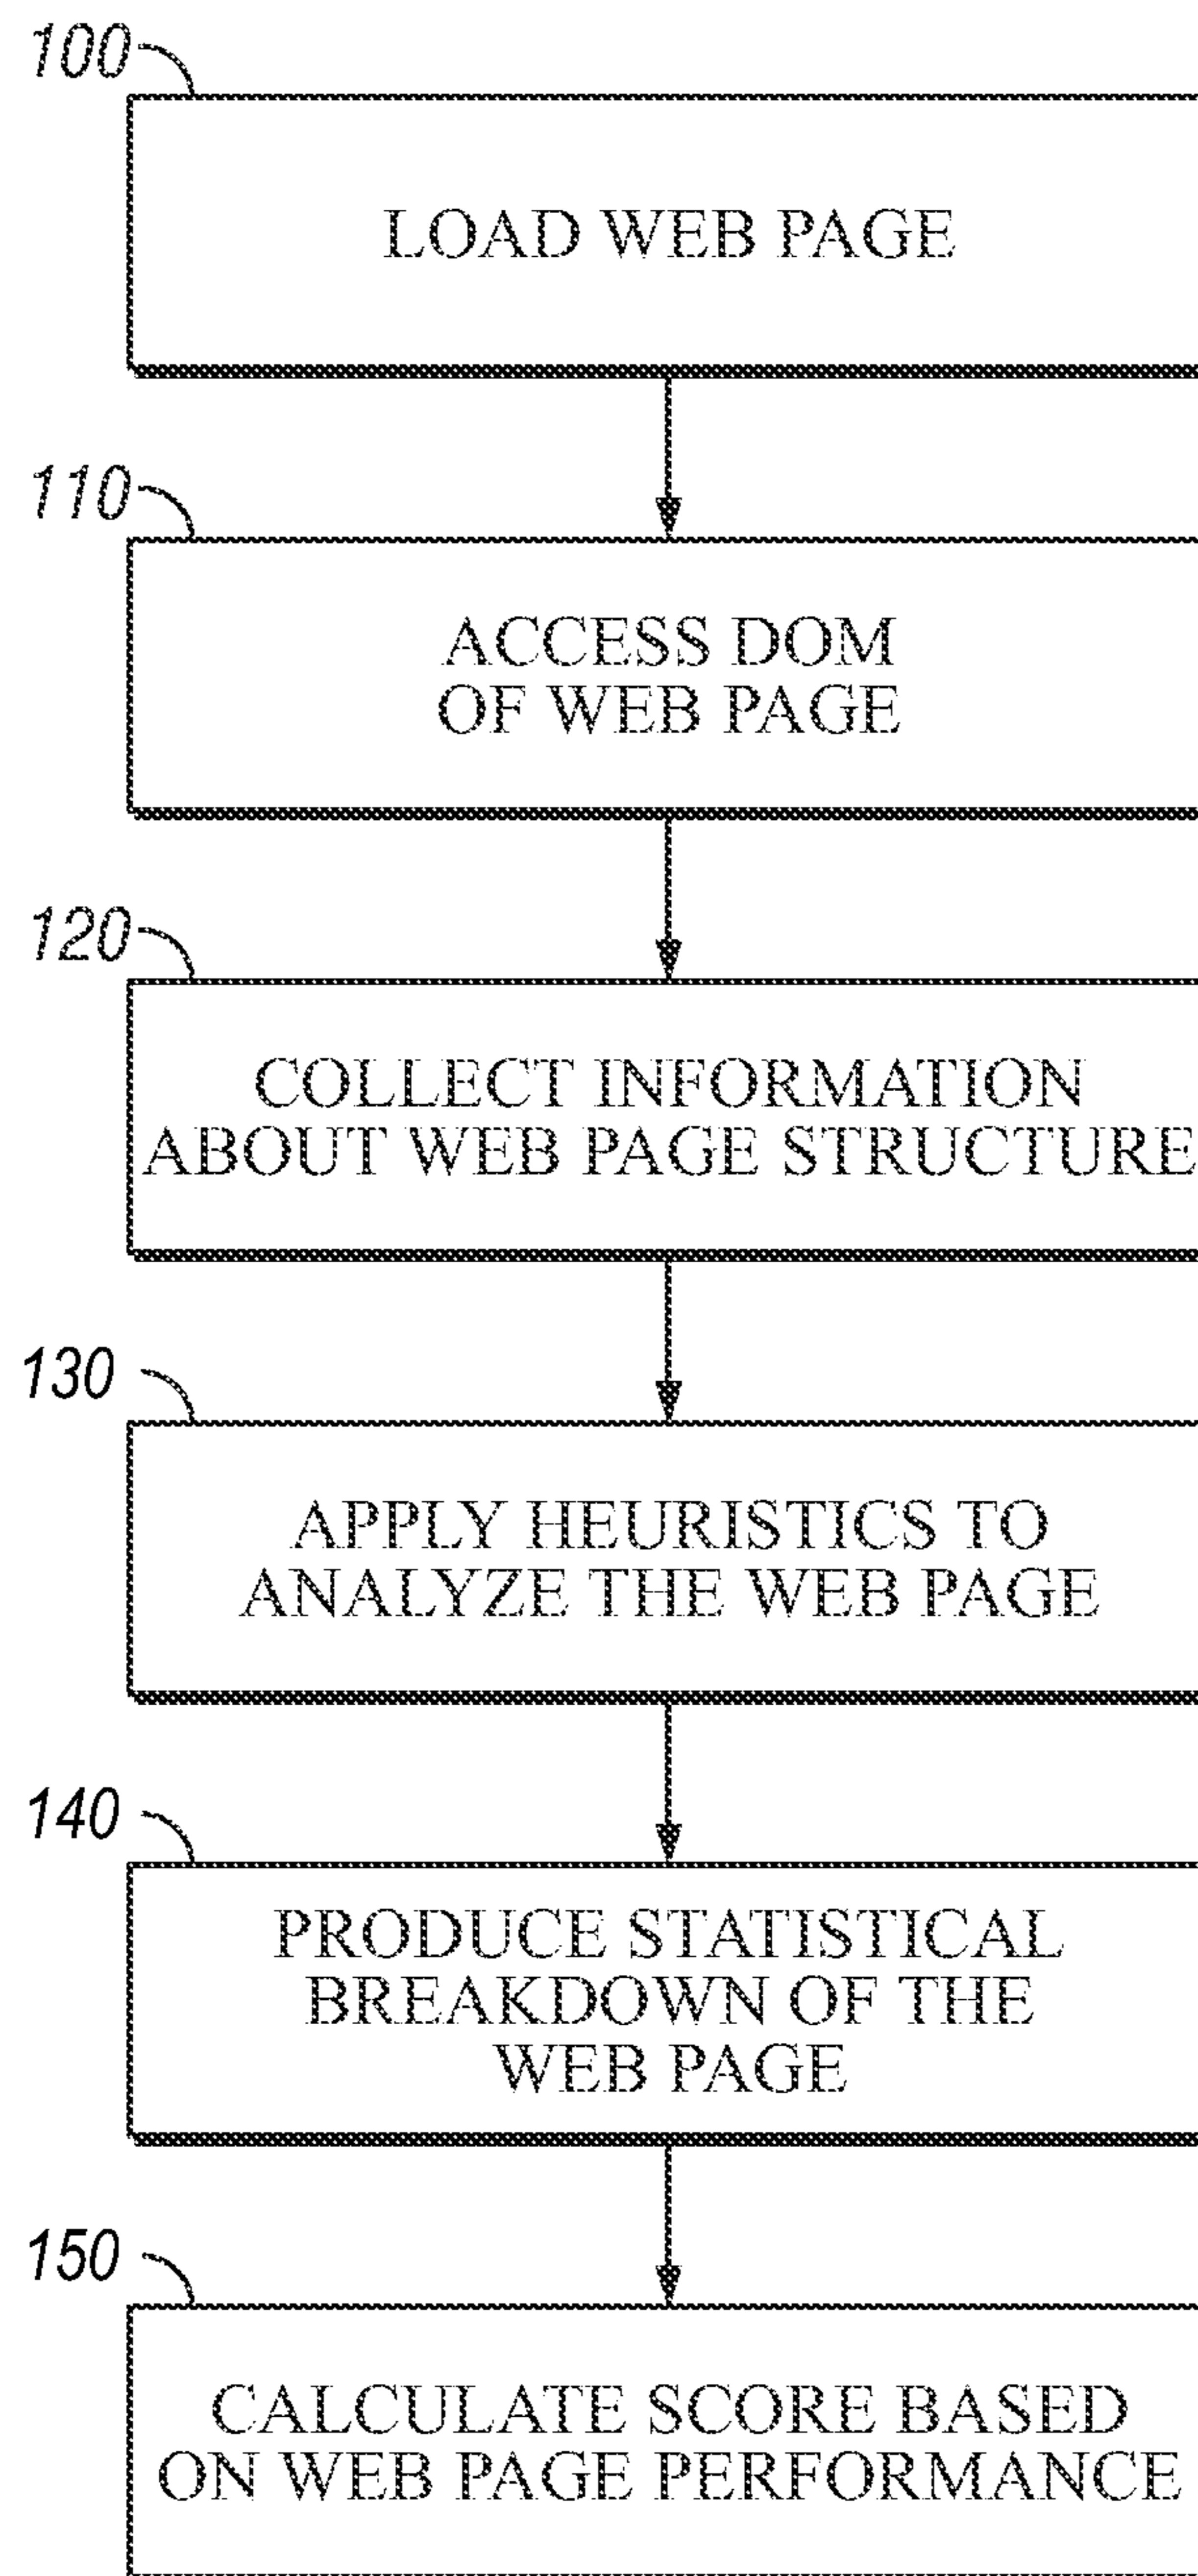 100
LOAD WEB PAGE
110
ACCESS DOM
OF WEB PAGE
120
COLLECT INFORMATION
ABOUT WEB PAGE STRUCTURE
130
APPLY HEURISTICS TO
ANALYZE THE WEB PAGE
140
PRODUCE STATISTICAL
BREAKDOWN OF THE
WEB PAGE
150
CALCULATE SCORE BASED
ON WEB PAGE PERFORMANCE